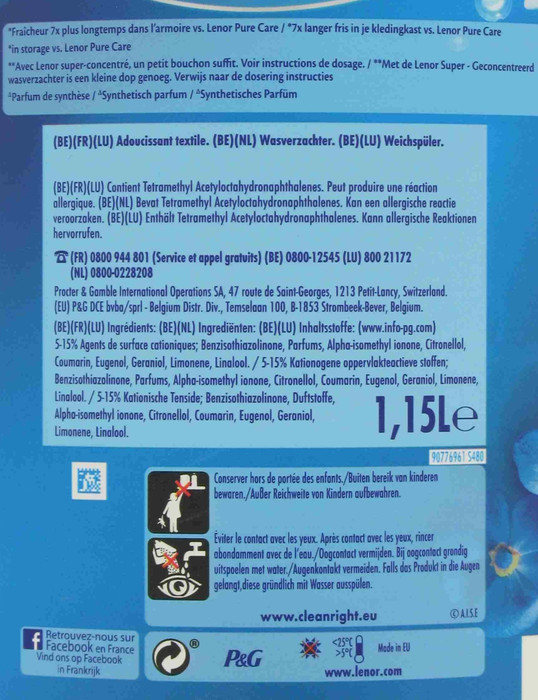 *Fraîcheur 7x plus longtemps dans l'armoire vs. Lenor Pure Care / *7x langer fris in je kledingkast vs. Lenor Pure Care
*in storage vs. Lenor Pure Care
**Avec Lenor super-concentré, un petit bouchon suffit. Voir instructions de dosage. / **Met de Lenor Super - Geconcentreerd
wasverzachter is een kleine dop genoeg. Verwijs naar de dosering instructies
^Parfum de synthèse / ^Synthetisch parfum / ^Synthetisches Parfüm
(BE)(FR)(LU) Adoucissant textile. (BE)(NL) Wasverzachter. (BE)(LU) Weichspüler.
(BE)(FR)(LU) Contient Tetramethyl Acetyloctahydronaphthalenes. Peut produire une réaction
allergique. (BE)(NL) Bevat Tetramethyl Acetyloctahydronaphthalenes. Kan een allergische reactie
veroorzaken. (BE)(LU) Enthält Tetramethyl Acetyloctahydronaphthalenes. Kann allergische Reaktionen
hervorrufen.
☎(FR) 0800 944 801 (Service et appel gratuits) (BE) 0800-12545 (LU) 800 21172
(NL) 0800-0228208
Procter & Gamble International Operations SA, 47 route de Saint-Georges, 1213 Petit-Lancy, Switzerland.
(EU) P&G DCE bvba/sprl - Belgium Distr. Div., Temselaan 100, B-1853 Strombeek-Bever, Belgium.
(BE)(FR)(LU) Ingrédients: (BE)(NL) Ingrediënten: (BE)(LU) Inhaltsstoffe: (www.info-pg.com)
5-15% Agents de surface cationiques; Benzisothiazolinone, Parfums, Alpha-isomethyl ionone, Citronellol,
Coumarin, Eugenol, Geraniol, Limonene, Linalool. / 5-15% Kationogene oppervlakteactieve stoffen;
Benzisothiazolinone, Parfums, Alpha-isomethyl ionone, Citronellol, Coumarin, Eugenol, Geraniol, Limonene,
Linalool. / 5-15% Kationische Tenside; Benzisothiazolinone, Duftstoffe,
Alpha-isomethyl ionone, Citronellol, Coumarin, Eugenol, Geraniol,
Limonene, Linalool.
1,15Le
90776961 S480
Conserver hors de portée des enfants./Buiten bereik van kinderen
bewaren./Außer Reichweite von Kindern aufbewahren.
Éviter le contact avec les yeux. Après contact avec les yeux, rincer
abondamment avec de l'eau./Oogcontact vermijden. Bij oogcontact grondig
uitspoelen met water./Augenkontakt vermeiden. Falls das Produkt in die Augen
gelangt,diese gründlich mit Wasser ausspülen.
www.cleanright.eu
©A.I.S.E
f Retrouvez-nous sur
Facebook en France
Vind ons op Facebook
in Frankrijk
®
P&G
<25°C
>5°C
Made in EU
www.lenor.com